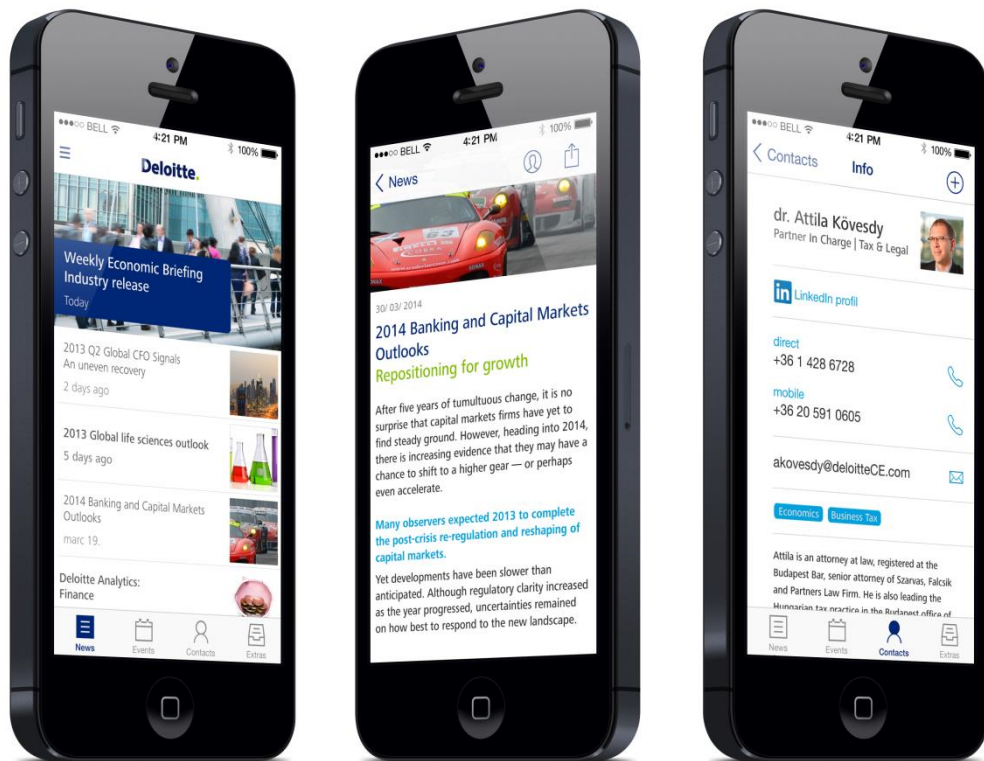 ●●●○○ BELL 4:21 PM 100%
Deloitte.
Weekly Economic Briefing
Industry release
Today
2013 Q2 Global CFO Signals
An uneven recovery
2 days ago
2013 Global life sciences outlook
5 days ago
2014 Banking and Capital Markets
Outlooks
marc 19.
Deloitte Analytics:
Finance
News Events Contacts Extras
●●●○○ BELL 4:21 PM 100%
News
30/ 03/ 2014
2014 Banking and Capital Markets
Outlooks
Repositioning for growth
After five years of tumultuous change, it is no
surprise that capital markets firms have yet to
find steady ground. However, heading into 2014,
there is increasing evidence that they may have a
chance to shift to a higher gear — or perhaps
even accelerate.
Many observers expected 2013 to complete
the post-crisis re-regulation and reshaping of
capital markets.
Yet developments have been slower than
anticipated. Although regulatory clarity increased
as the year progressed, uncertainties remained
on how best to respond to the new landscape.
●●●○○ BELL 4:21 PM 100%
Contacts Info
dr. Attila Kövesdy
Partner In Charge | Tax & Legal
in LinkedIn profil
direct
+36 1 428 6728
mobile
+36 20 591 0605
akovesdy@deloitteCE.com
Economics Business Tax
Attila is an attorney at law, registered at the
Budapest Bar, senior attorney of Szarvas, Falcsik
and Partners Law Firm. He is also leading the
Hungarian tax practice in the Budapest office of
News Events Contacts Extras